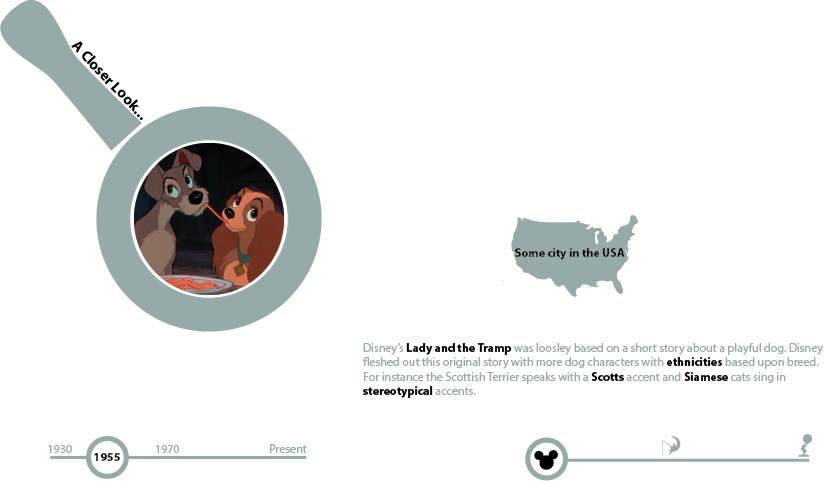 A Closer Look...
Some city in the USA
Disney's Lady and the Tramp was loosley based on a short story about a playful dog. Disney
fleshed out this original story with more dog characters with ethnicities based upon breed.
For instance the Scottish Terrier speaks with a Scotts accent and Siamese cats sing in
stereotypical accents.
1930 1955 1970 Present